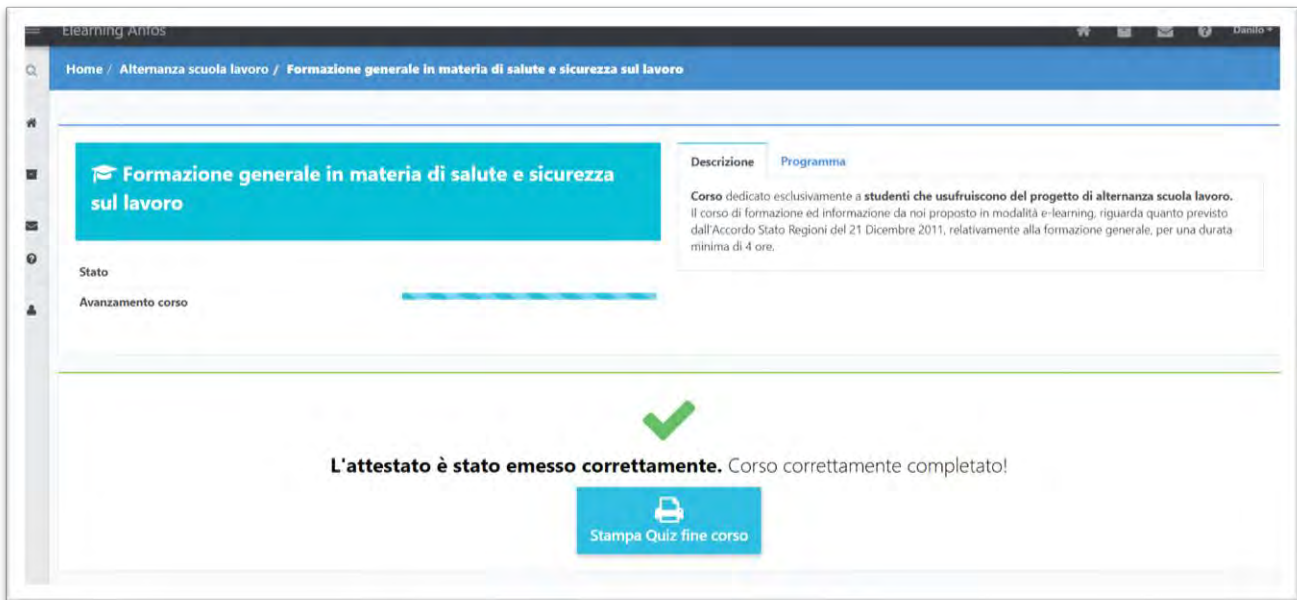 Elearning Anfos
Danilo
Home / Alternanza scuola lavoro / Formazione generale in materia di salute e sicurezza sul lavoro
Formazione generale in materia di salute e sicurezza
sul lavoro
Stato
Avanzamento corso
Descrizione Programma
Corso dedicato esclusivamente a studenti che usufruiscono del progetto di alternanza scuola lavoro.
Il corso di formazione ed informazione da noi proposto in modalità e-learning, riguarda quanto previsto
dall'Accordo Stato Regioni del 21 Dicembre 2011, relativamente alla formazione generale, per una durata
minima di 4 ore.
L'attestato è stato emesso correttamente. Corso correttamente completato!
Stampa Quiz fine corso